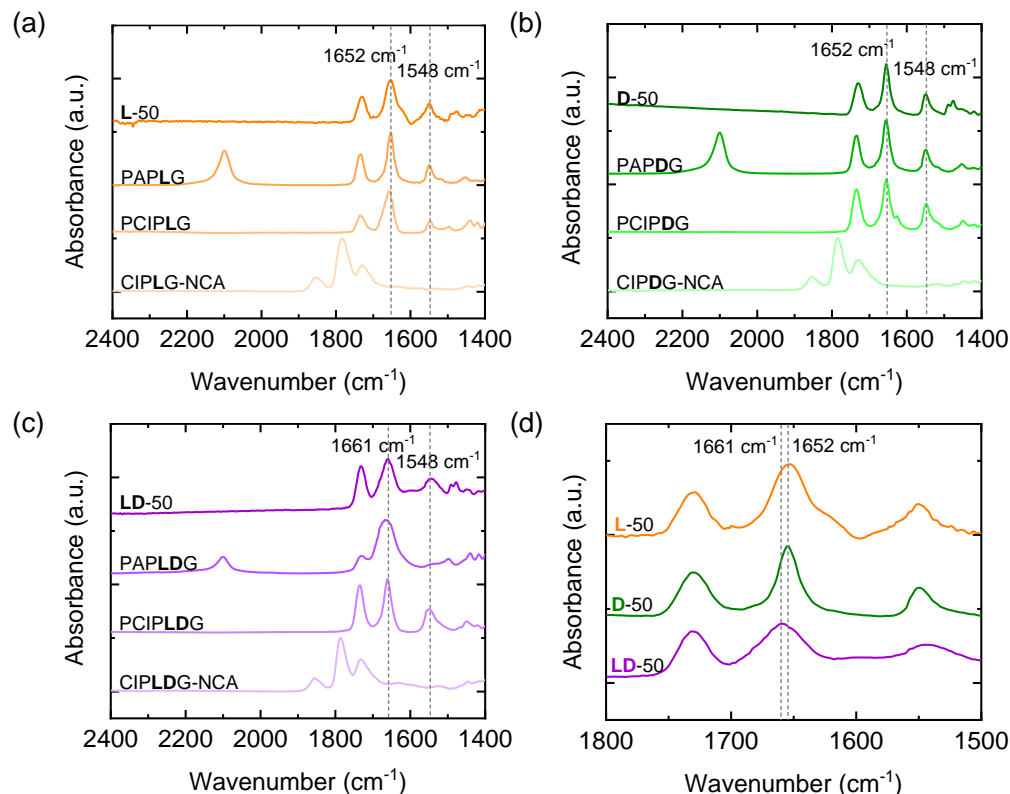 (a)
1652 cm⁻¹
1548 cm⁻¹
L-50
PAPLG
PCIPLG
CIPLG-NCA
Absorbance (a.u.)
2400 2200 2000 1800 1600 1400
Wavenumber (cm⁻¹)
(b)
1652 cm⁻¹
1548 cm⁻¹
D-50
PAPDG
PCIPDG
CIPDG-NCA
Absorbance (a.u.)
2400 2200 2000 1800 1600 1400
Wavenumber (cm⁻¹)
(c)
1661 cm⁻¹
1548 cm⁻¹
LD-50
PAPLDG
PCIPLDG
CIPLDG-NCA
Absorbance (a.u.)
2400 2200 2000 1800 1600 1400
Wavenumber (cm⁻¹)
(d)
1661 cm⁻¹ 1652 cm⁻¹
L-50
D-50
LD-50
Absorbance (a.u.)
1800 1700 1600 1500
Wavenumber (cm⁻¹)